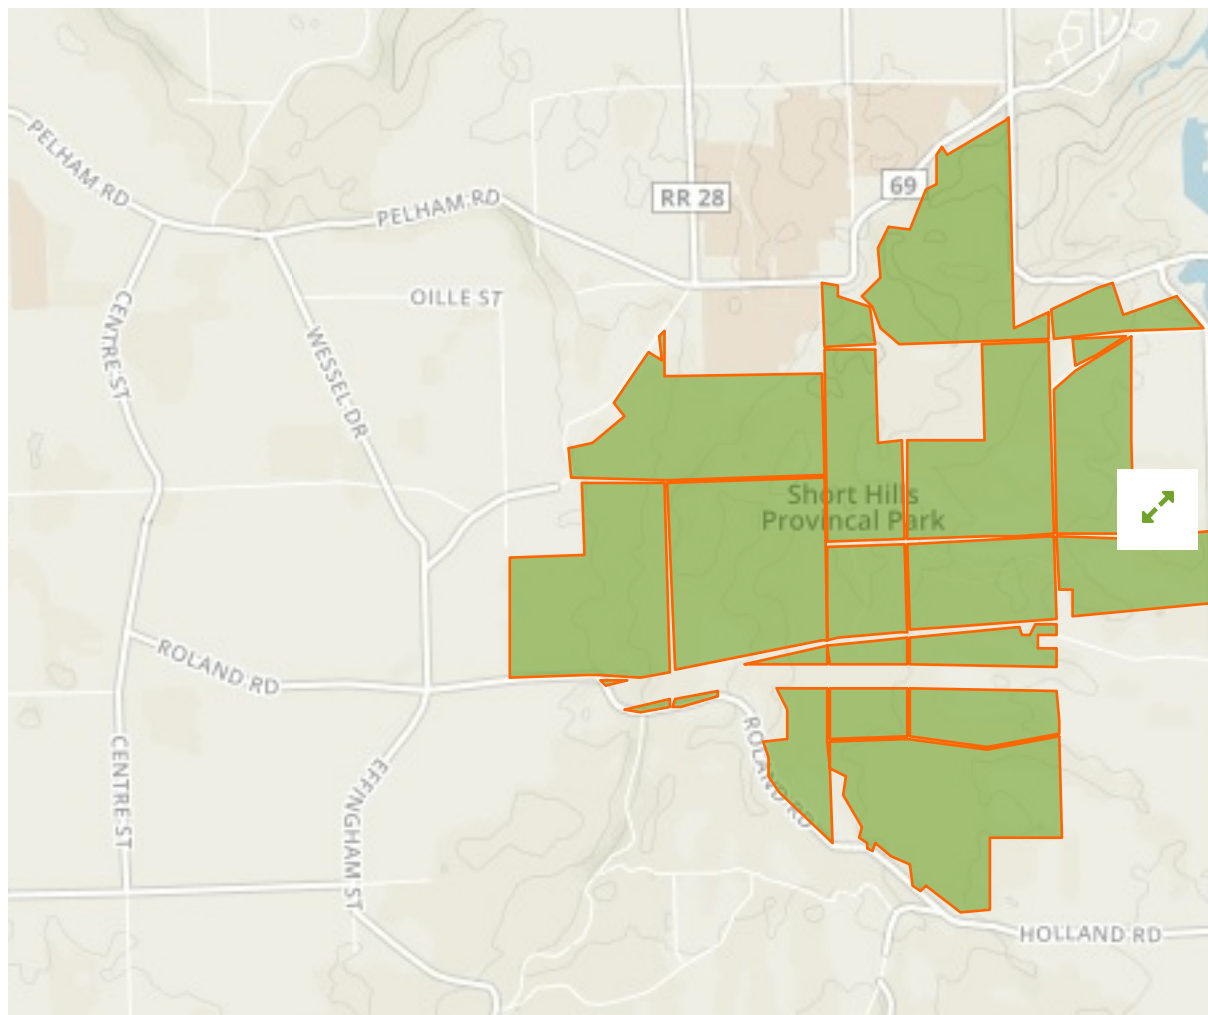 PELHAM RD
PELHAM RD
RR 28
69
OILLE ST
CENTRE ST
WESSEL DR
Short Hills
Provincal Park
ROLAND RD
ROLAND RD
CENTRE ST
EFFINGHAM ST
HOLLAND RD